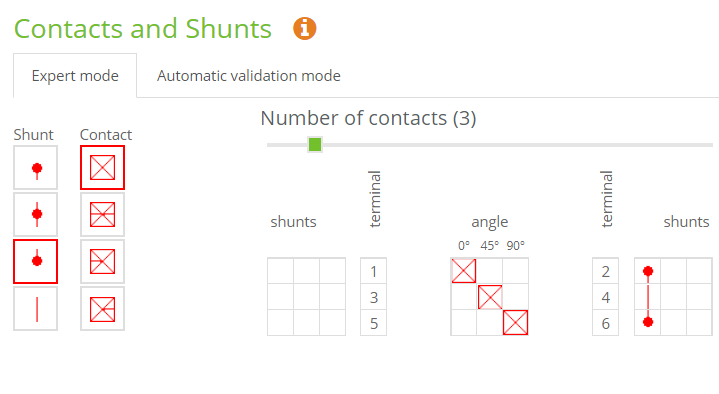 Contacts and Shunts
Expert mode
Automatic validation mode
Number of contacts (3)
Shunt
Contact
shunts
terminal
angle
terminal
shunts
0° 45° 90°
1
2
3
4
5
6